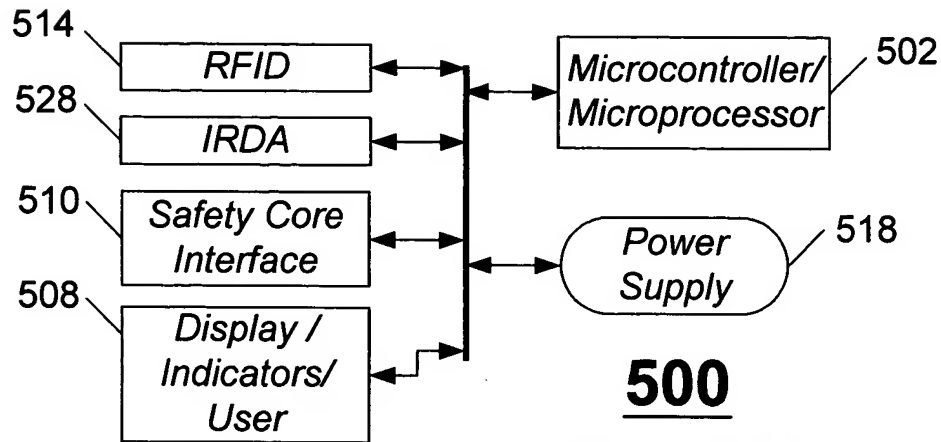 514
RFID
528
IRDA
510
Safety Core
Interface
508
Display /
Indicators/
User
Microcontroller/
Microprocessor
502
Power
Supply
518
500